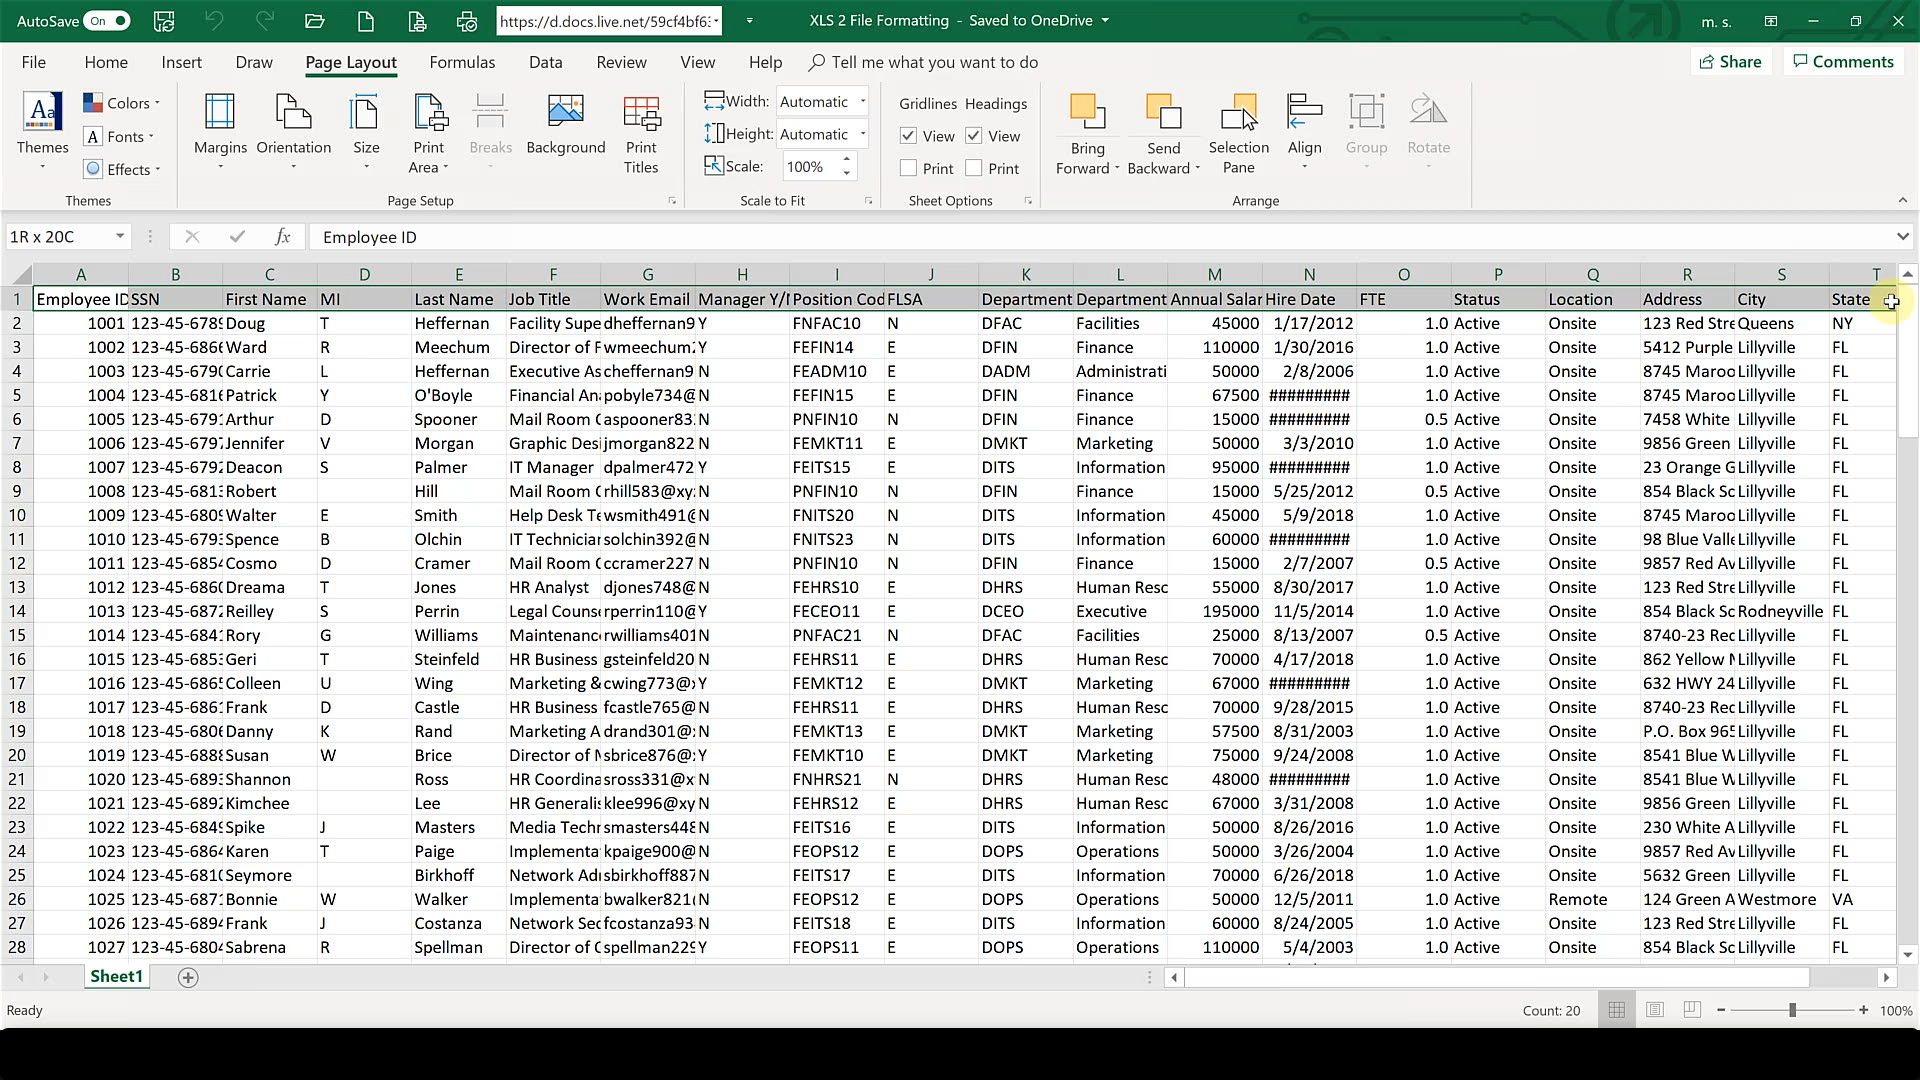 AutoSave On https://d.docs.live.net/59cf4bf63 XLS 2 File Formatting - Saved to OneDrive m. s.
File Home Insert Draw Page Layout Formulas Data Review View Help Tell me what you want to do Share Comments
Colors Width: Automatic Gridlines Headings
Fonts Height: Automatic View View
Themes Margins Orientation Size Print Area Breaks Background Print Titles Bring Forward Send Backward Selection Pane Align Group Rotate
Effects Scale: 100% Print Print
Themes Page Setup Scale to Fit Sheet Options Arrange
1R x 20C fx Employee ID
A B C D E F G H I J K L M N O P Q R S T
1 Employee ID SSN First Name MI Last Name Job Title Work Email Manager Y/ Position Cod FLSA Department Department Annual Salar Hire Date FTE Status Location Address City State
2 1001 123-45-6789 Doug T Heffernan Facility Supe dheffernan9 Y FNFAC10 N DFAC Facilities 45000 1/17/2012 1.0 Active Onsite 123 Red Stre Queens NY
3 1002 123-45-686 Ward R Meechum Director of F wmeechum Y FEFIN14 E DFIN Finance 110000 1/30/2016 1.0 Active Onsite 5412 Purple Lillyville FL
4 1003 123-45-679 Carrie L Heffernan Executive As cheffernan9 N FEADM10 E DADM Administrati 50000 2/8/2006 1.0 Active Onsite 8745 Maroo Lillyville FL
5 1004 123-45-681 Patrick Y O'Boyle Financial An pobyle734@ N FEFIN15 E DFIN Finance 67500 ######### 1.0 Active Onsite 8745 Maroo Lillyville FL
6 1005 123-45-679 Arthur D Spooner Mail Room C aspooner83 N PNFIN10 N DFIN Finance 15000 ######### 0.5 Active Onsite 7458 White Lillyville FL
7 1006 123-45-679 Jennifer V Morgan Graphic Desi jmorgan822 N FEMKT11 E DMKT Marketing 50000 3/3/2010 1.0 Active Onsite 9856 Green Lillyville FL
8 1007 123-45-679 Deacon S Palmer IT Manager dpalmer472 Y FEITS15 E DITS Information 95000 ######### 1.0 Active Onsite 23 Orange G Lillyville FL
9 1008 123-45-681 Robert Hill Mail Room C rhill583@xy N PNFIN10 N DFIN Finance 15000 5/25/2012 0.5 Active Onsite 854 Black Sc Lillyville FL
10 1009 123-45-680 Walter E Smith Help Desk Te wsmith491@ N FNITS20 N DITS Information 45000 5/9/2018 1.0 Active Onsite 8745 Maroo Lillyville FL
11 1010 123-45-679 Spence B Olchin IT Technician solchin392@ N FNITS23 N DITS Information 60000 ######### 1.0 Active Onsite 98 Blue Valle Lillyville FL
12 1011 123-45-685 Cosmo D Cramer Mail Room C ccramer227 N PNFIN10 N DFIN Finance 15000 2/7/2007 0.5 Active Onsite 9857 Red Av Lillyville FL
13 1012 123-45-686 Dreama T Jones HR Analyst djones748@ N FEHRS10 E DHRS Human Resc 55000 8/30/2017 1.0 Active Onsite 123 Red Stre Lillyville FL
14 1013 123-45-687 Reilley S Perrin Legal Counse rperrin110@ Y FECEO11 E DCEO Executive 195000 11/5/2014 1.0 Active Onsite 854 Black Sc Rodneyville FL
15 1014 123-45-684 Rory G Williams Maintenance rwilliams401 N PNFAC21 N DFAC Facilities 25000 8/13/2007 0.5 Active Onsite 8740-23 Rec Lillyville FL
16 1015 123-45-685 Geri T Steinfeld HR Business gsteinfeld20 N FEHRS11 E DHRS Human Resc 70000 4/17/2018 1.0 Active Onsite 862 Yellow Lillyville FL
17 1016 123-45-686 Colleen U Wing Marketing & cwing773@ Y FEMKT12 E DMKT Marketing 67000 ######### 1.0 Active Onsite 632 HWY 24 Lillyville FL
18 1017 123-45-686 Frank D Castle HR Business fcastle765@ N FEHRS11 E DHRS Human Resc 70000 9/28/2015 1.0 Active Onsite 8740-23 Rec Lillyville FL
19 1018 123-45-680 Danny K Rand Marketing A drand301@ N FEMKT13 E DMKT Marketing 57500 8/31/2003 1.0 Active Onsite P.O. Box 965 Lillyville FL
20 1019 123-45-688 Susan W Brice Director of sbrice876@ Y FEMKT10 E DMKT Marketing 75000 9/24/2008 1.0 Active Onsite 8541 Blue W Lillyville FL
21 1020 123-45-689 Shannon Ross HR Coordina sross331@x N FNHRS21 N DHRS Human Resc 48000 ######### 1.0 Active Onsite 8541 Blue W Lillyville FL
22 1021 123-45-689 Kimchee Lee HR Generalis klee996@xy N FEHRS12 E DHRS Human Resc 67000 3/31/2008 1.0 Active Onsite 9856 Green Lillyville FL
23 1022 123-45-684 Spike J Masters Media Techn smasters448 N FEITS16 E DITS Information 50000 8/26/2016 1.0 Active Onsite 230 White A Lillyville FL
24 1023 123-45-686 Karen T Paige Implementa kpaige900@ N FEOPS12 E DOPS Operations 50000 3/26/2004 1.0 Active Onsite 9857 Red Av Lillyville FL
25 1024 123-45-681 Seymore Birkhoff Network Ad sbirkhoff887 N FEITS17 E DITS Information 70000 6/26/2018 1.0 Active Onsite 5632 Green Lillyville FL
26 1025 123-45-687 Bonnie W Walker Implementa bwalker821 N FEOPS12 E DOPS Operations 50000 12/5/2011 1.0 Active Remote 124 Green A Westmore VA
27 1026 123-45-689 Frank J Costanza Network Sec fcostanza93 N FEITS18 E DITS Information 60000 8/24/2005 1.0 Active Onsite 123 Red Stre Lillyville FL
28 1027 123-45-680 Sabrena R Spellman Director of C spellman229 Y FEOPS11 E DOPS Operations 110000 5/4/2003 1.0 Active Onsite 854 Black Sc Lillyville FL
Sheet1
Ready Count: 20 100%